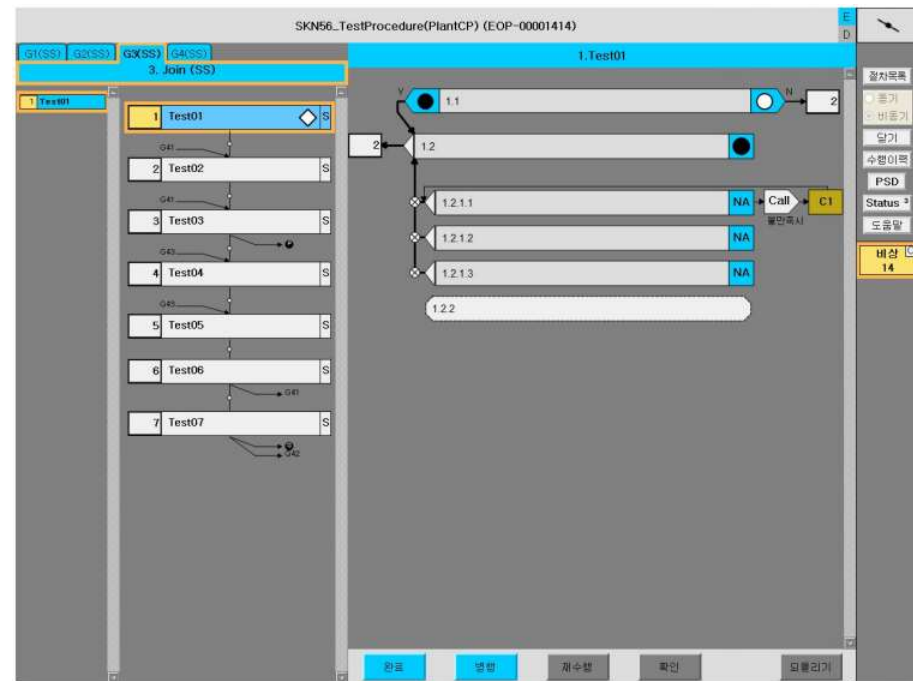 SKN56_TestProcedure(PlantCP) (EOP-00001414)
E
D
G1(SS) G2(SS) G3(SS) G4(SS)
3. Join (SS)
1.Test01
1 Test01
1 Test01 S
G41
2 Test02 S
G41
3 Test03 S
G43
4 Test04 S
G43
5 Test05 S
6 Test06 S
G41
7 Test07 S
G42
Y 1.1 N 2
2 1.2
1.2.1.1 NA Call C1
불만족시
1.2.1.2 NA
1.2.1.3 NA
1.2.2
절차목록
동기
비동기
닫기
수행이력
PSD
Status 3
도움말
비상
14
완료 병행 재수행 확인 되돌리기